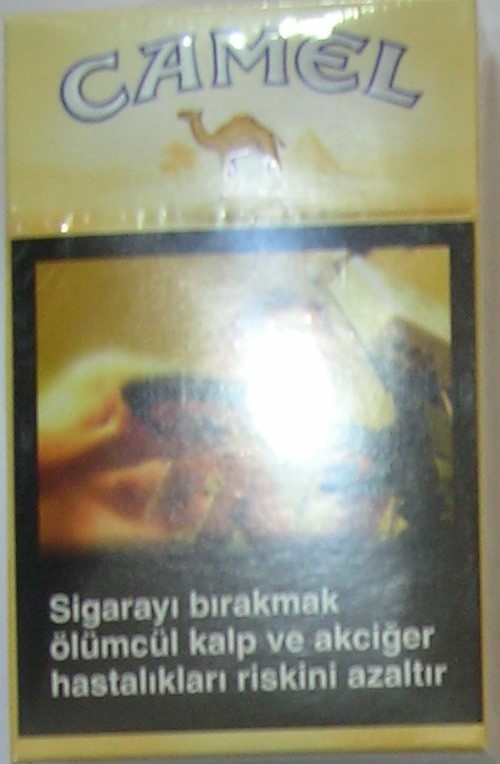 CAMEL
Sigarayı bırakmak
ölümcül kalp ve akciğer
hastalıkları riskini azaltır